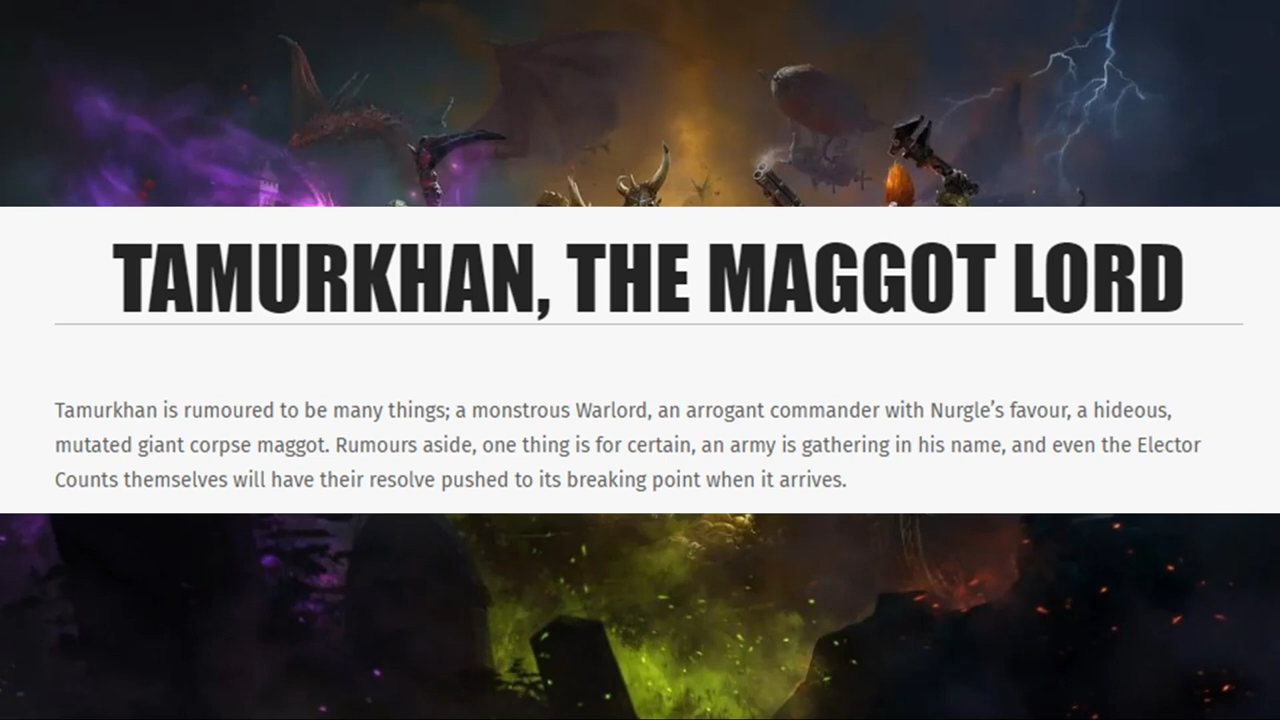 TAMURKHAN, THE MAGGOT LORD
Tamurkhan is rumoured to be many things; a monstrous Warlord, an arrogant commander with Nurgle’s favour, a hideous,
mutated giant corpse maggot. Rumours aside, one thing is for certain, an army is gathering in his name, and even the Elector
Counts themselves will have their resolve pushed to its breaking point when it arrives.